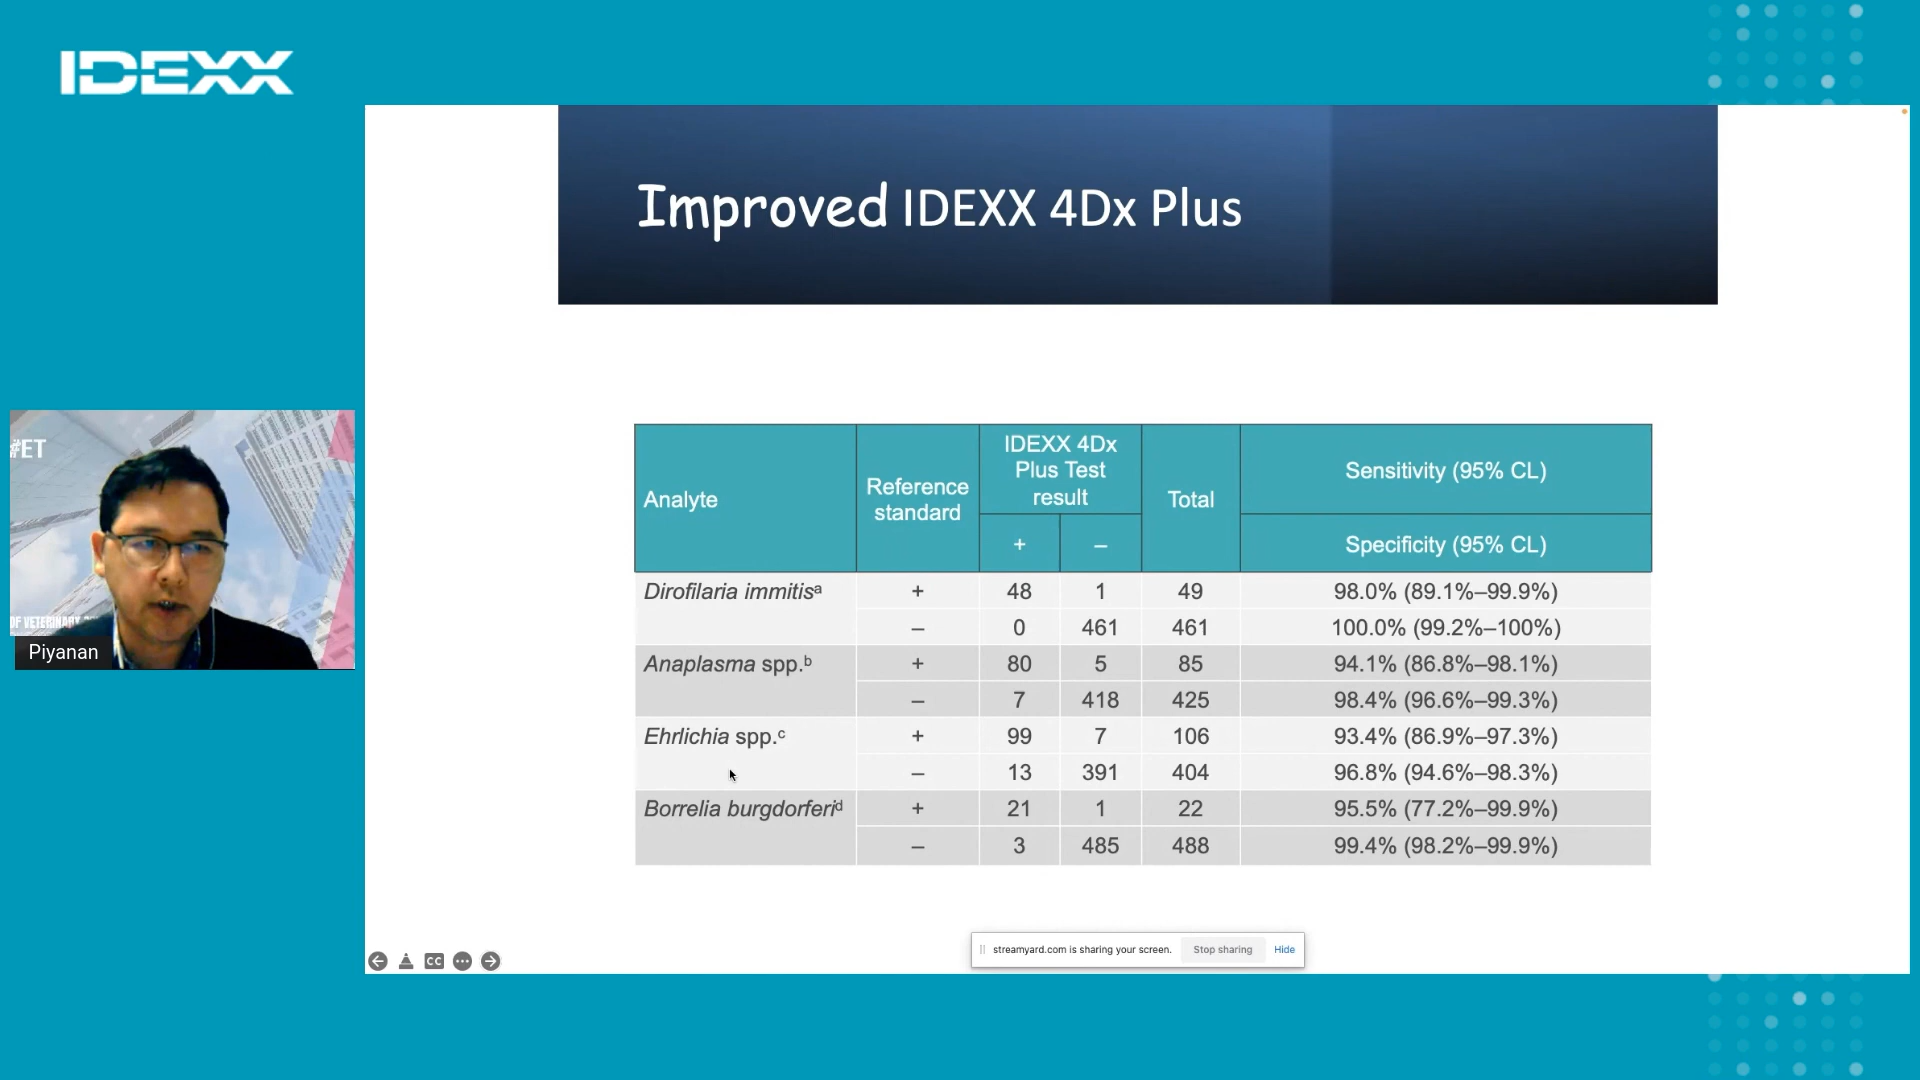 IDEXX
Improved IDEXX 4Dx Plus
#ET
OF VETERINARY
Piyanan
Analyte
Reference
standard
IDEXX 4Dx
Plus Test
result
+ –
Total
Sensitivity (95% CL)
Specificity (95% CL)
Dirofilaria immitisᵃ + 48 1 49 98.0% (89.1%–99.9%)
– 0 461 461 100.0% (99.2%–100%)
Anaplasma spp.ᵇ + 80 5 85 94.1% (86.8%–98.1%)
– 7 418 425 98.4% (96.6%–99.3%)
Ehrlichia spp.ᶜ + 99 7 106 93.4% (86.9%–97.3%)
– 13 391 404 96.8% (94.6%–98.3%)
Borrelia burgdorferiᵈ + 21 1 22 95.5% (77.2%–99.9%)
– 3 485 488 99.4% (98.2%–99.9%)
streamyard.com is sharing your screen. Stop sharing Hide
CC